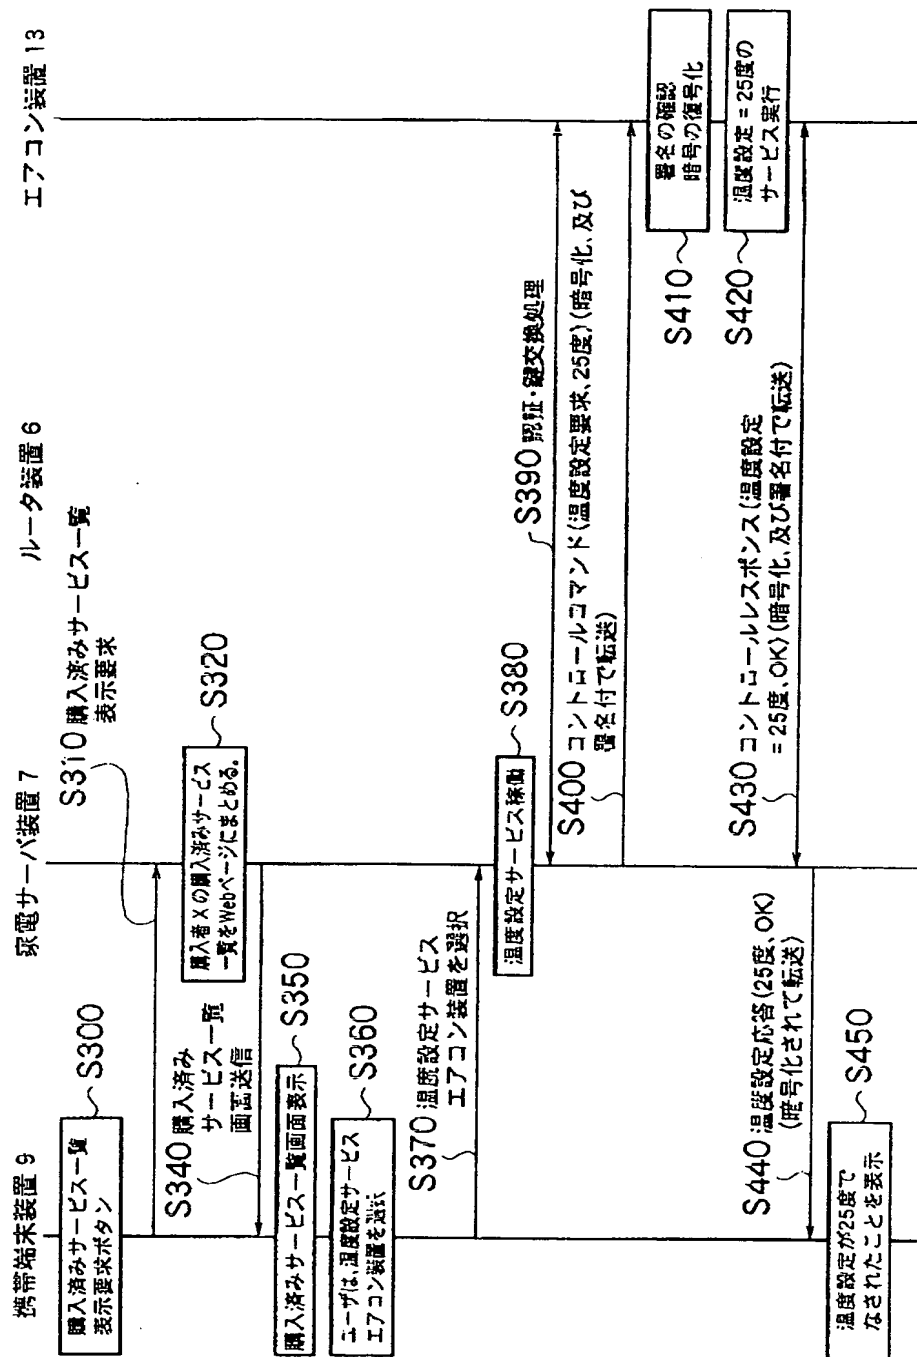 携帯端末装置 9
家電サーバ装置 7
ルータ装置 6
エアコン装置 13
購入済みサービス一覧
表示要求ボタン
S300
S310 購入済みサービス一覧
表示要求
購入者Xの購入済みサービス
一覧をWebページにまとめる。
S320
S340 購入済み
サービス一覧
画面送信
購入済みサービス一覧画面表示
S350
ユーザは、温度設定サービス
エアコン装置を選択
S360
S370 温度設定サービス
エアコン装置を選択
温度設定サービス稼働
S380
S390 認証・鍵交換処理
S400 コントロールコマンド(温度設定要求、25度)(暗号化、及び
署名付で転送)
署名の確認
暗号の復号化
S410
温度設定=25度の
サービス実行
S420
S430 コントロールレスポンス(温度設定
=25度、OK)(暗号化、及び署名付で転送)
S440 温度設定応答(25度、OK)
(暗号化されて転送)
温度設定が25度で
なされたことを表示
S450